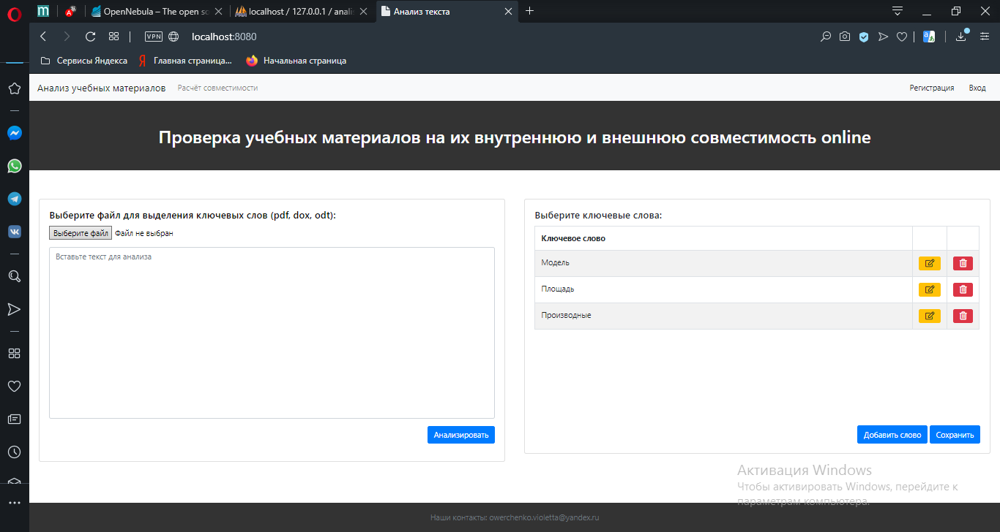 OpenNebula – The open so
localhost / 127.0.0.1 / anali
Анализ текста
VPN
localhost:8080
Сервисы Яндекса
Я
Главная страница...
Начальная страница
Анализ учебных материалов
Расчёт совместимости
Регистрация
Вход
Проверка учебных материалов на их внутреннюю и внешнюю совместимость online
Выберите файл для выделения ключевых слов (pdf, dox, odt):
Выберите файл
Файл не выбран
Вставьте текст для анализа
Анализировать
Выберите ключевые слова:
Ключевое слово
Модель
Площадь
Производные
Добавить слово
Сохранить
Активация Windows
Чтобы активировать Windows, перейдите к
параметрам компьютера.
Наши контакты: owerchenko.violetta@yandex.ru